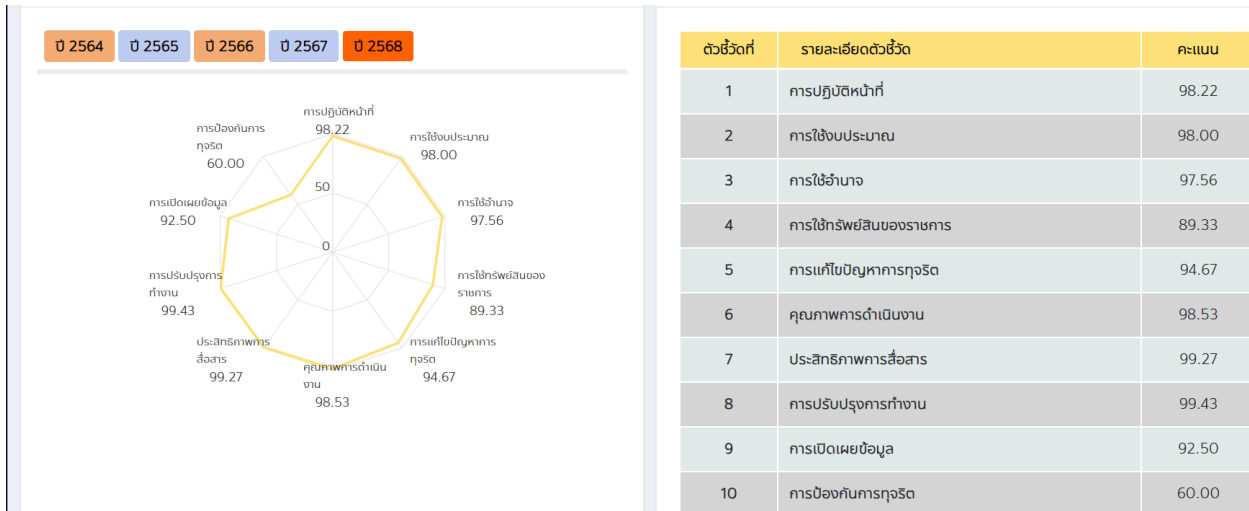 ปี 2564 ปี 2565 ปี 2566 ปี 2567 ปี 2568
การปฏิบัติหน้าที่
98.22
การใช้งบประมาณ
98.00
การใช้อำนาจ
97.56
การใช้ทรัพย์สินของ
ราชการ
89.33
การแก้ไขปัญหาการ
ทุจริต
94.67
คุณภาพการดำเนิน
งาน
98.53
ประสิทธิภาพการ
สื่อสาร
99.27
การปรับปรุงการ
ทำงาน
99.43
การเปิดเผยข้อมูล
92.50
การป้องกันการ
ทุจริต
60.00
50
0
ตัวชี้วัดที่ รายละเอียดตัวชี้วัด คะแนน
1 การปฏิบัติหน้าที่ 98.22
2 การใช้งบประมาณ 98.00
3 การใช้อำนาจ 97.56
4 การใช้ทรัพย์สินของราชการ 89.33
5 การแก้ไขปัญหาการทุจริต 94.67
6 คุณภาพการดำเนินงาน 98.53
7 ประสิทธิภาพการสื่อสาร 99.27
8 การปรับปรุงการทำงาน 99.43
9 การเปิดเผยข้อมูล 92.50
10 การป้องกันการทุจริต 60.00